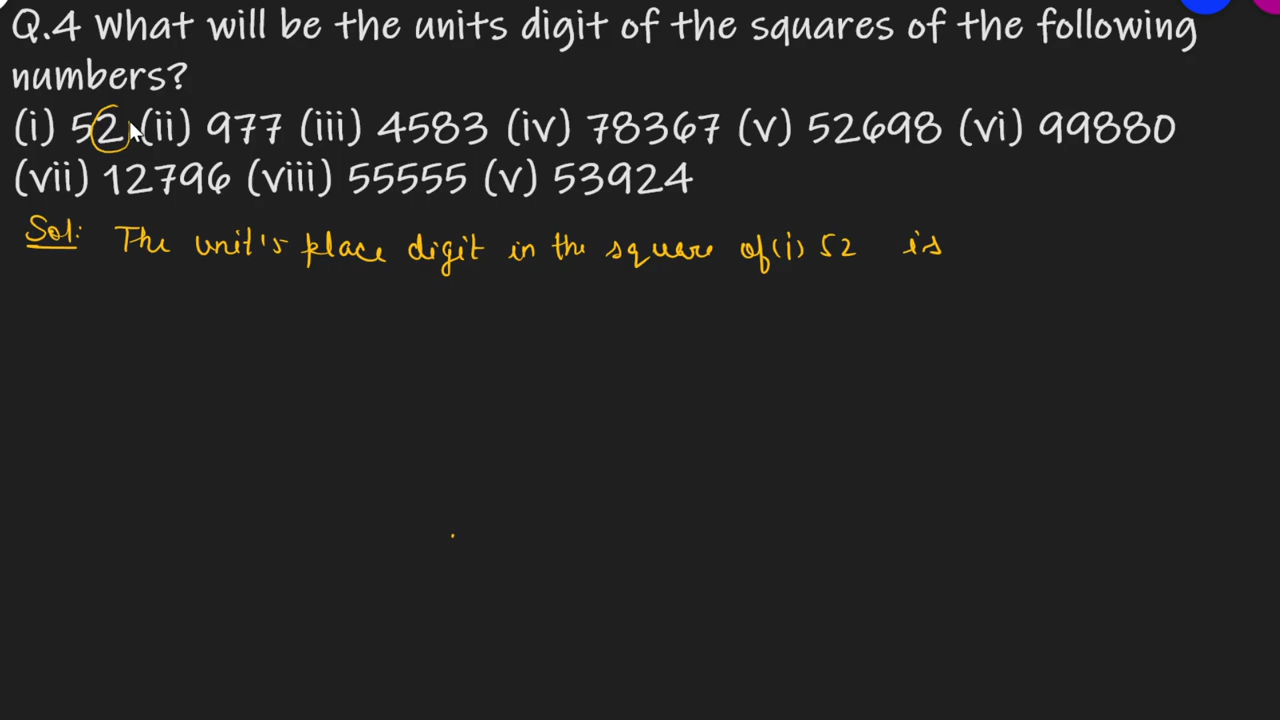 Q.4 What will be the units digit of the squares of the following
numbers?
(i) 52 (ii) 977 (iii) 4583 (iv) 78367 (v) 52698 (vi) 99880
(vii) 12796 (viii) 55555 (v) 53924
Sol: The unit's place digit in the square of (i) 52 is